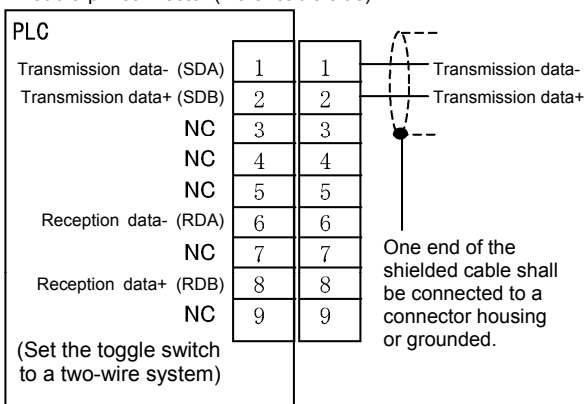 PLC
Transmission data- (SDA) 1 1 Transmission data-
Transmission data+ (SDB) 2 2 Transmission data+
NC 3 3
NC 4 4
NC 5 5
Reception data- (RDA) 6 6
NC 7 7
Reception data+ (RDB) 8 8
NC 9 9
(Set the toggle switch
to a two-wire system)
One end of the
shielded cable shall
be connected to a
connector housing
or grounded.